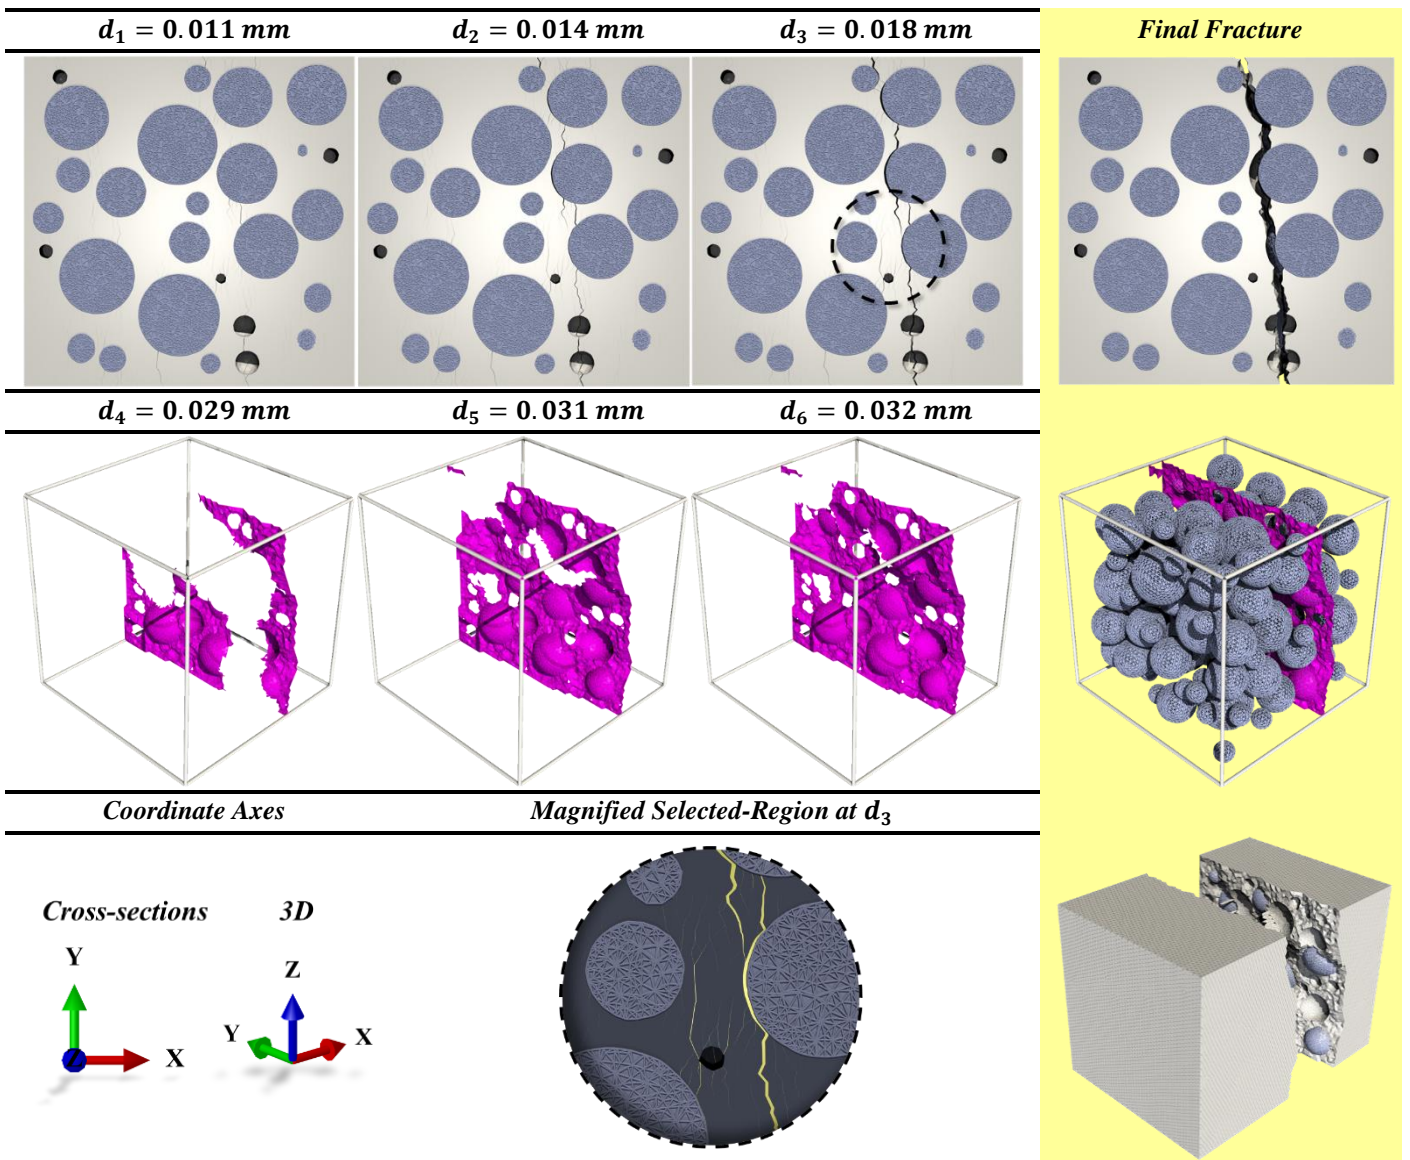 d₁ = 0.011 mm d₂ = 0.014 mm d₃ = 0.018 mm Final Fracture
d₄ = 0.029 mm d₅ = 0.031 mm d₆ = 0.032 mm
Coordinate Axes Magnified Selected-Region at d₃
Cross-sections 3D
Y Z
Y X
Z X